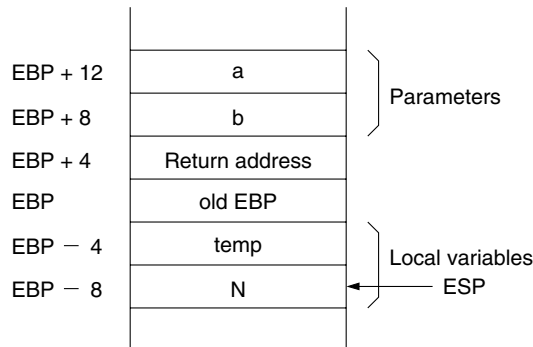 EBP + 12 a
Parameters
EBP + 8 b
EBP + 4 Return address
EBP old EBP
EBP − 4 temp
Local variables
EBP − 8 N ESP